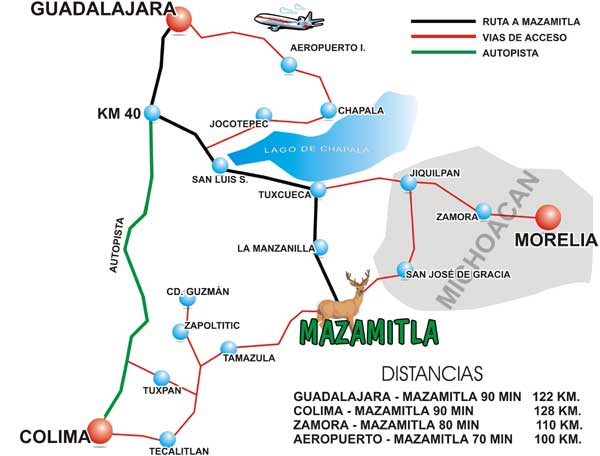 GUADALAJARA
RUTA A MAZAMITLA
VIAS DE ACCESO
AUTOPISTA
AEROPUERTO I.
KM 40
JOCOTEPEC
CHAPALA
LAGO DE CHAPALA
SAN LUIS S.
TUXCUECA
JIQUILPAN
ZAMORA
MORELIA
MICHOACAN
AUTOPISTA
LA MANZANILLA
SAN JOSÉ DE GRACIA
CD. GUZMÁN
ZAPOLTITIC
MAZAMITLA
TAMAZULA
TUXPAN
COLIMA
TECALITLAN
DISTANCIAS
GUADALAJARA - MAZAMITLA 90 MIN 122 KM.
COLIMA - MAZAMITLA 90 MIN 128 KM.
ZAMORA - MAZAMITLA 80 MIN 110 KM.
AEROPUERTO - MAZAMITLA 70 MIN 100 KM.